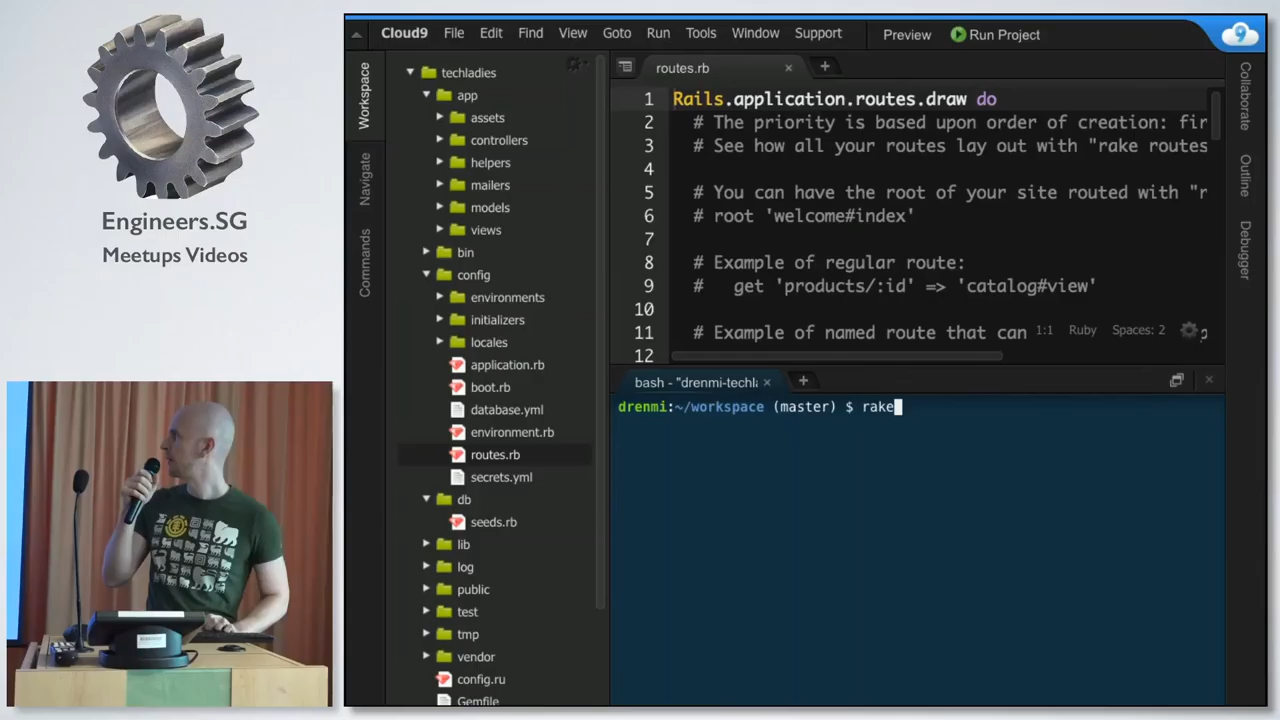 Engineers.SG
Meetups Videos
Cloud9 File Edit Find View Goto Run Tools Window Support Preview Run Project
9
Workspace
Navigate
Commands
techladies
app
assets
controllers
helpers
mailers
models
views
bin
config
environments
initializers
locales
application.rb
boot.rb
database.yml
environment.rb
routes.rb
secrets.yml
db
seeds.rb
lib
log
public
test
tmp
vendor
config.ru
Gemfile
routes.rb
1 Rails.application.routes.draw do
2 # The priority is based upon order of creation: fir
3 # See how all your routes lay out with "rake routes
4
5 # You can have the root of your site routed with "r
6 # root 'welcome#index'
7
8 # Example of regular route:
9 #   get 'products/:id' => 'catalog#view'
10
11 # Example of named route that can
12
1:1 Ruby Spaces: 2
Collaborate
Outline
Debugger
bash - "drenmi-techla
drenmi:~/workspace (master) $ rake